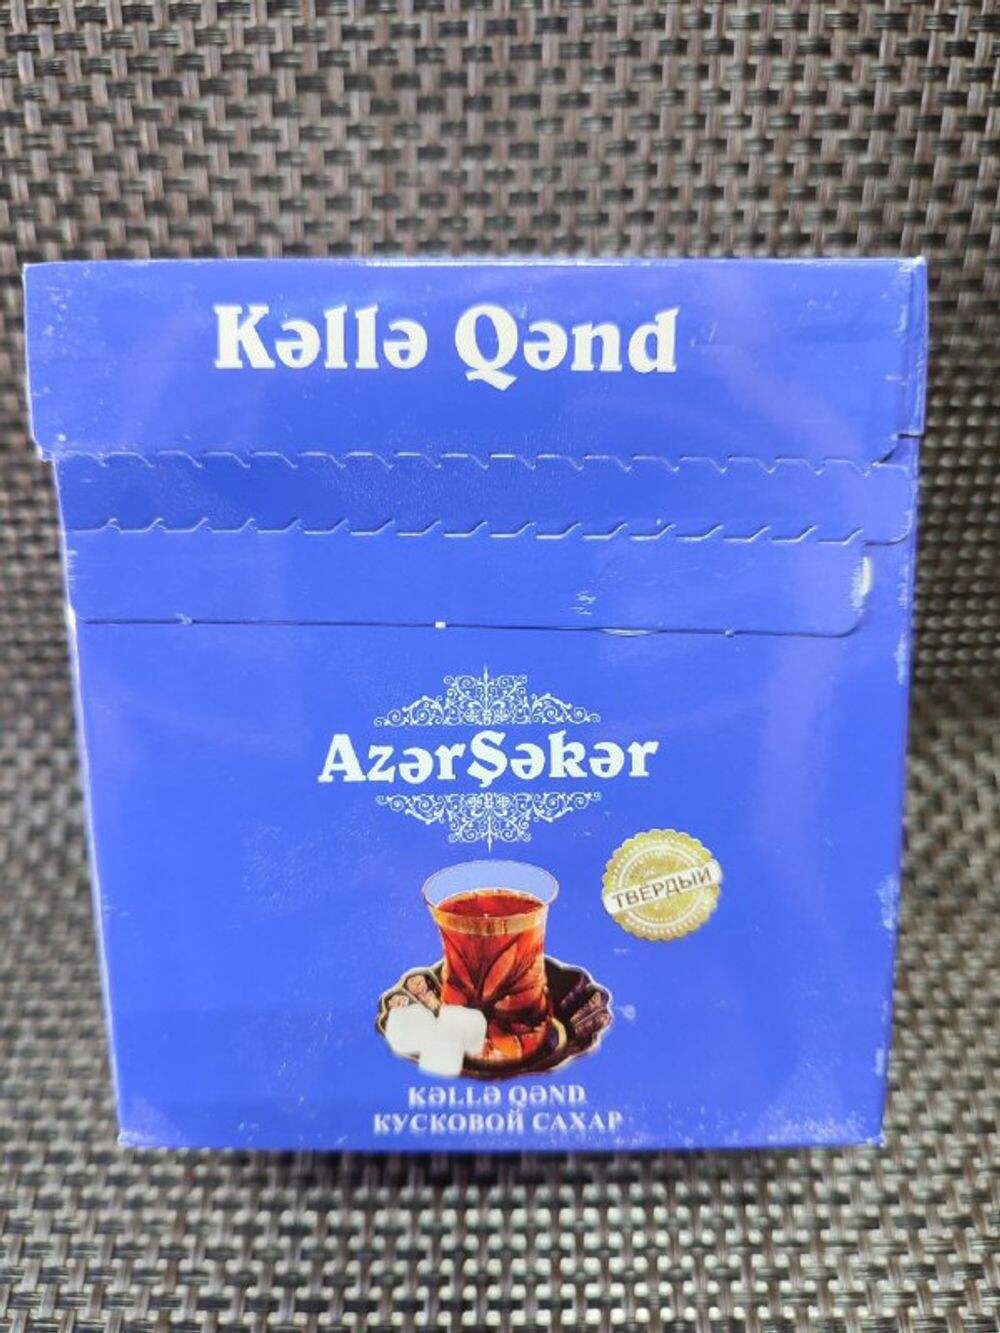 Kəllə Qənd
AzərŞəkər
ТВЁРДЫЙ
KƏLLƏ QƏND
КУСКОВОЙ САХАР